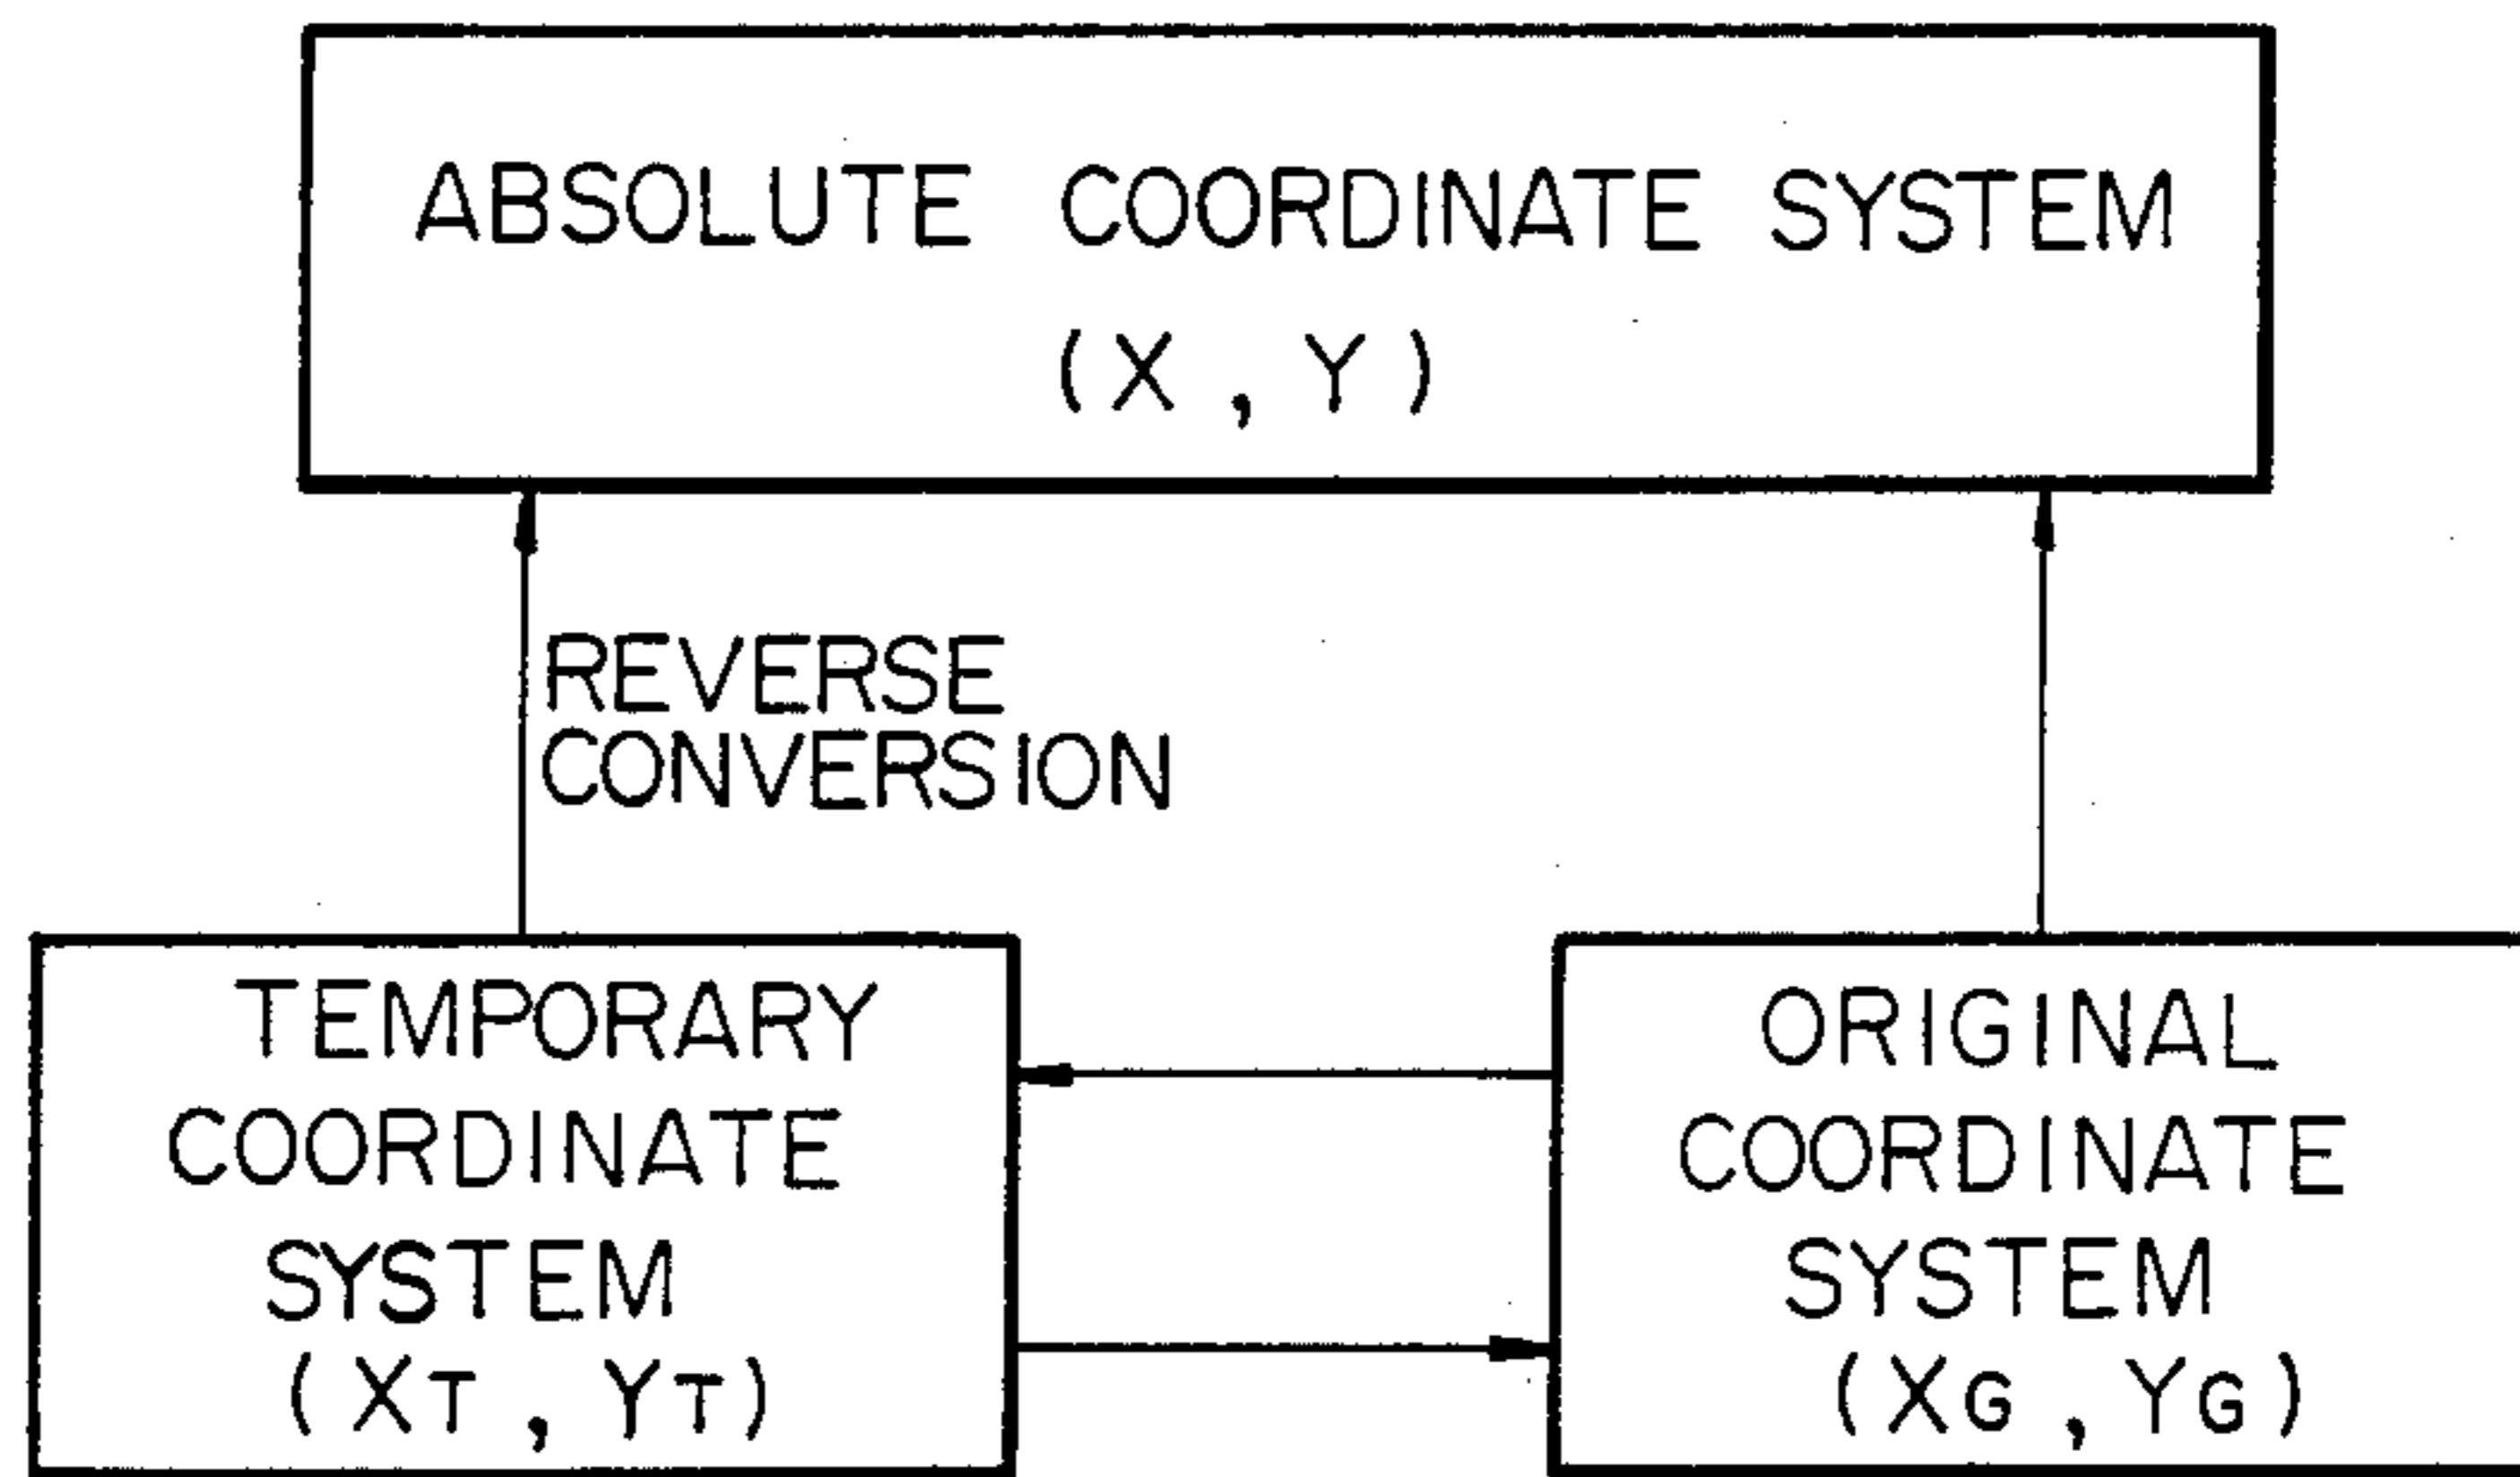 ABSOLUTE COORDINATE SYSTEM
(X, Y)
REVERSE
CONVERSION
TEMPORARY
COORDINATE
SYSTEM
(XT, YT)
ORIGINAL
COORDINATE
SYSTEM
(XG, YG)